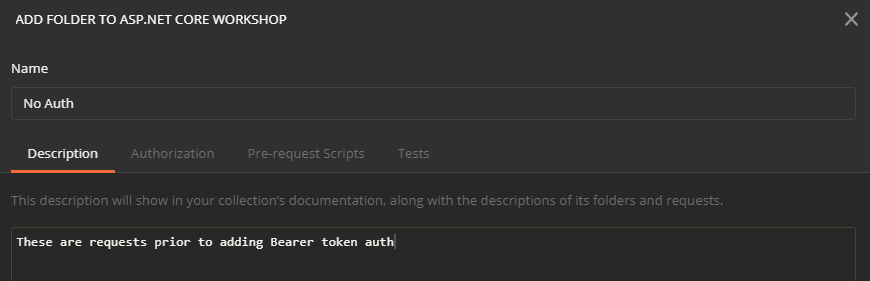 ADD FOLDER TO ASP.NET CORE WORKSHOP
Name
No Auth
Description Authorization Pre-request Scripts Tests
This description will show in your collection's documentation, along with the descriptions of its folders and requests.
These are requests prior to adding Bearer token auth